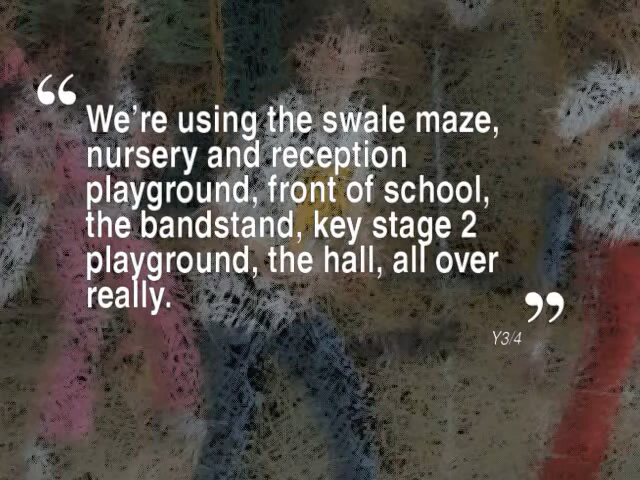 “
We’re using the swale maze,
nursery and reception
playground, front of school,
the bandstand, key stage 2
playground, the hall, all over
really.
”
Y3/4